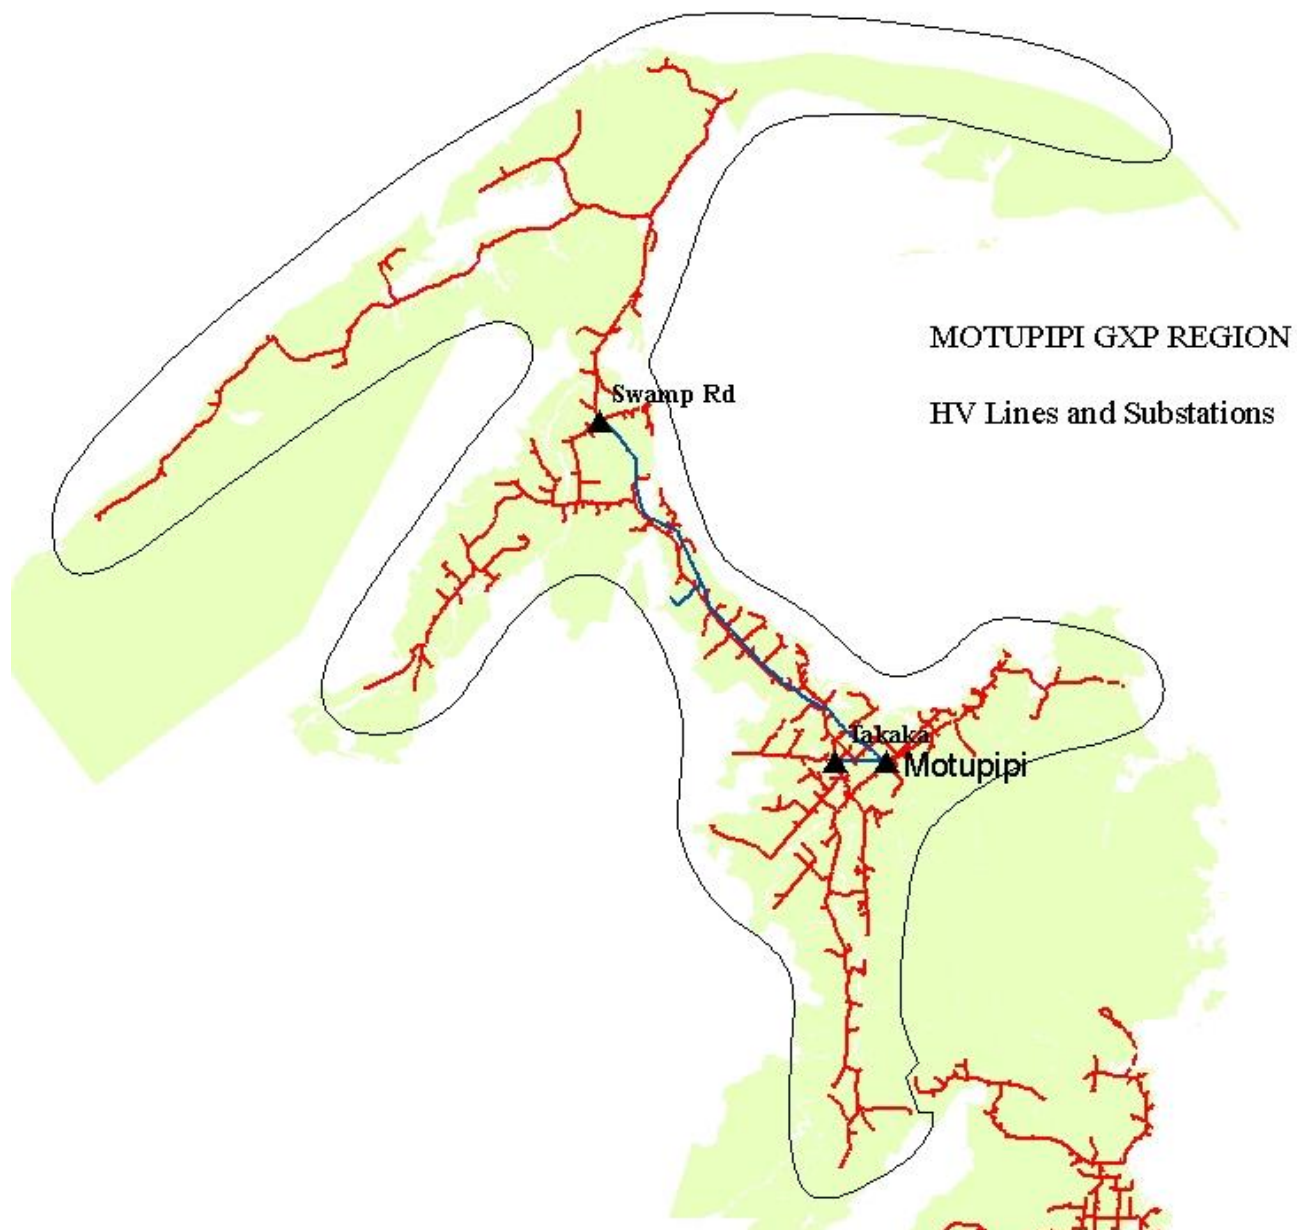 MOTUPIPI GXP REGION
HV Lines and Substations
Swamp Rd
Takaka
Motupipi